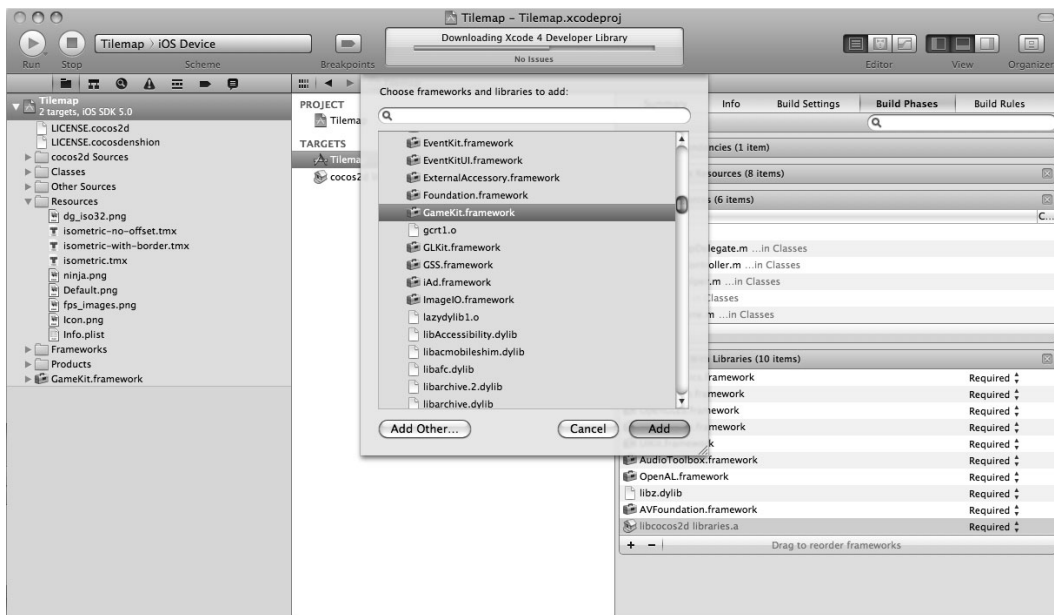 Tilemap – Tilemap.xcodeproj
Tilemap › iOS Device
Run Stop Scheme Breakpoints
Downloading Xcode 4 Developer Library
No Issues
Editor View Organizer
Tilemap
2 targets, iOS SDK 5.0
LICENSE.cocos2d
LICENSE.cocosdenshion
cocos2d Sources
Classes
Other Sources
Resources
dg_iso32.png
isometric-no-offset.tmx
isometric-with-border.tmx
isometric.tmx
ninja.png
Default.png
fps_images.png
Icon.png
Info.plist
Frameworks
Products
GameKit.framework
PROJECT
Tilema
TARGETS
Tilema
cocos2
Choose frameworks and libraries to add:
EventKit.framework
EventKitUI.framework
ExternalAccessory.framework
Foundation.framework
GameKit.framework
gcrt1.o
GLKit.framework
GSS.framework
iAd.framework
ImageIO.framework
lazydylib1.o
libAccessibility.dylib
libacmobileshim.dylib
libafc.dylib
libarchive.2.dylib
libarchive.dylib
Add Other... Cancel Add
Info Build Settings Build Phases Build Rules
ncies (1 item)
sources (8 items)
s (6 items)
C...
legate.m ...in Classes
oller.m ...in Classes
.m ...in Classes
Classes
m ...in Classes
Libraries (10 items)
ramework Required
mework Required
ework Required
mework Required
k Required
AudioToolbox.framework Required
OpenAL.framework Required
libz.dylib Required
AVFoundation.framework Required
libcocos2d libraries.a Required
+ − Drag to reorder frameworks